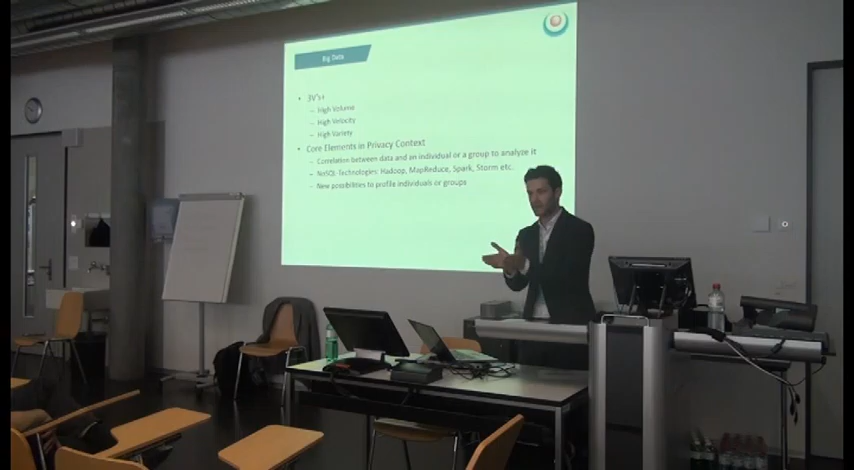 Big Data
• 3V's+
– High Volume
– High Velocity
– High Variety
• Core Elements in Privacy Context
– Correlation between data and an individual or a group to analyze it
– NoSQL-Technologies: Hadoop, MapReduce, Spark, Storm etc.
– New possibilities to profile individuals or groups